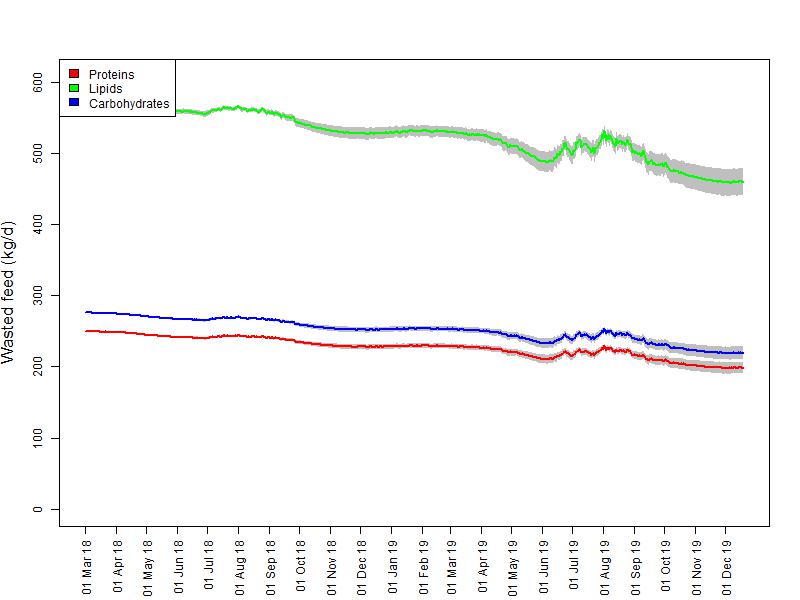 Proteins
Lipids
Carbohydrates
Wasted feed (kg/d)
600
500
400
300
200
100
0
01 Mar 18
01 Apr 18
01 May 18
01 Jun 18
01 Jul 18
01 Aug 18
01 Sep 18
01 Oct 18
01 Nov 18
01 Dec 18
01 Jan 19
01 Feb 19
01 Mar 19
01 Apr 19
01 May 19
01 Jun 19
01 Jul 19
01 Aug 19
01 Sep 19
01 Oct 19
01 Nov 19
01 Dec 19